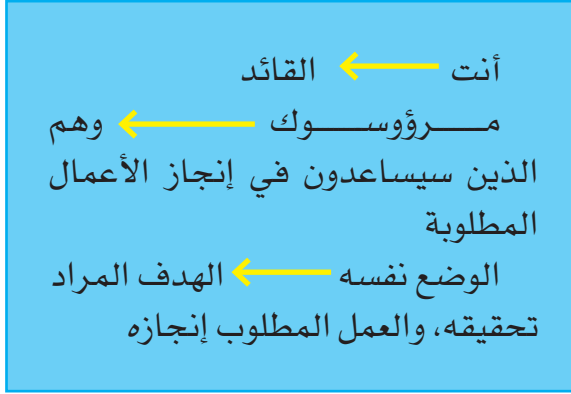 أنت ← القائد
مـــرؤوســـوك ← وهم
الذين سيساعدون في إنجاز الأعمال
المطلوبة
الوضع نفسه ← الهدف المراد
تحقيقه، والعمل المطلوب إنجازه